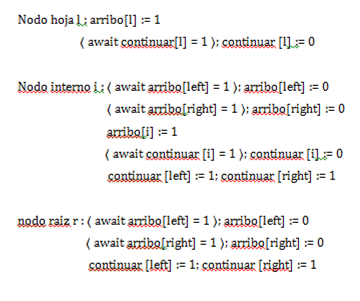 Nodo hoja l : arribo[l] := 1
⟨ await continuar[l] = 1 ⟩; continuar [l] := 0
Nodo interno i : ⟨ await arribo[left] = 1 ⟩; arribo[left] := 0
⟨ await arribo[right] = 1 ⟩; arribo[right] := 0
arribo[i] := 1
⟨ await continuar [i] = 1 ⟩; continuar [i] := 0
continuar [left] := 1; continuar [right] := 1
nodo raiz r : ⟨ await arribo[left] = 1 ⟩; arribo[left] := 0
⟨ await arribo[right] = 1 ⟩; arribo[right] := 0
continuar [left] := 1; continuar [right] := 1